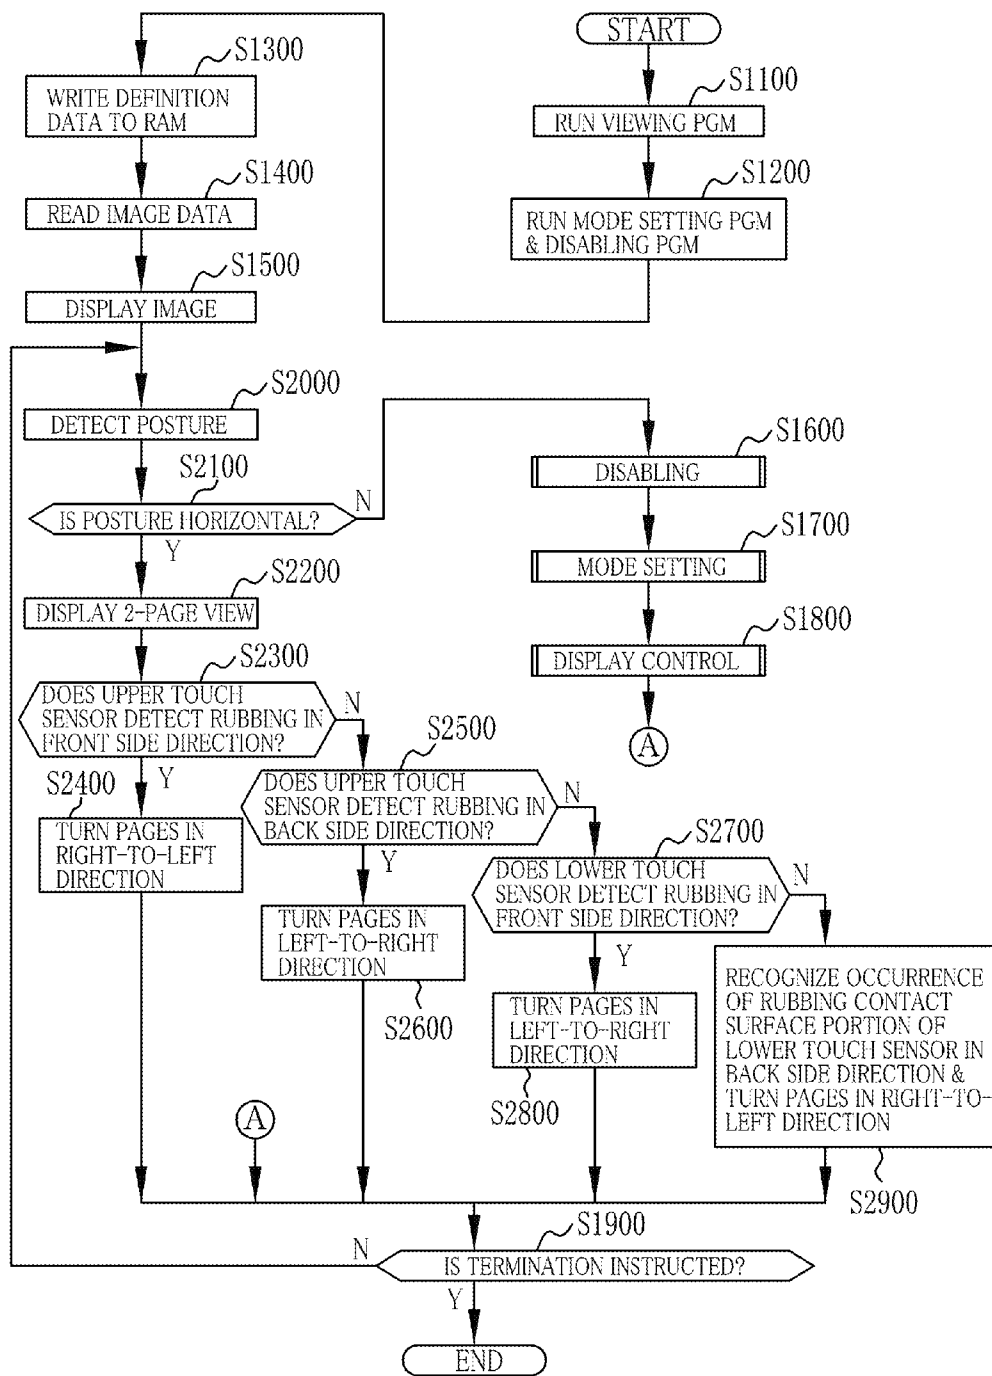 START
S1100
RUN VIEWING PGM
S1200
RUN MODE SETTING PGM
& DISABLING PGM
S1300
WRITE DEFINITION
DATA TO RAM
S1400
READ IMAGE DATA
S1500
DISPLAY IMAGE
S2000
DETECT POSTURE
S2100
IS POSTURE HORIZONTAL?
N
Y
S1600
DISABLING
S1700
MODE SETTING
S1800
DISPLAY CONTROL
A
S2200
DISPLAY 2-PAGE VIEW
S2300
DOES UPPER TOUCH
SENSOR DETECT RUBBING IN
FRONT SIDE DIRECTION?
N
Y
S2400
TURN PAGES IN
RIGHT-TO-LEFT
DIRECTION
S2500
DOES UPPER TOUCH
SENSOR DETECT RUBBING IN
BACK SIDE DIRECTION?
N
Y
TURN PAGES IN
LEFT-TO-RIGHT
DIRECTION
S2600
S2700
DOES LOWER TOUCH
SENSOR DETECT RUBBING IN
FRONT SIDE DIRECTION?
N
Y
TURN PAGES IN
LEFT-TO-RIGHT
DIRECTION
S2800
RECOGNIZE OCCURRENCE
OF RUBBING CONTACT
SURFACE PORTION OF
LOWER TOUCH SENSOR IN
BACK SIDE DIRECTION &
TURN PAGES IN RIGHT-TO-
LEFT DIRECTION
S2900
A
S1900
IS TERMINATION INSTRUCTED?
N
Y
END